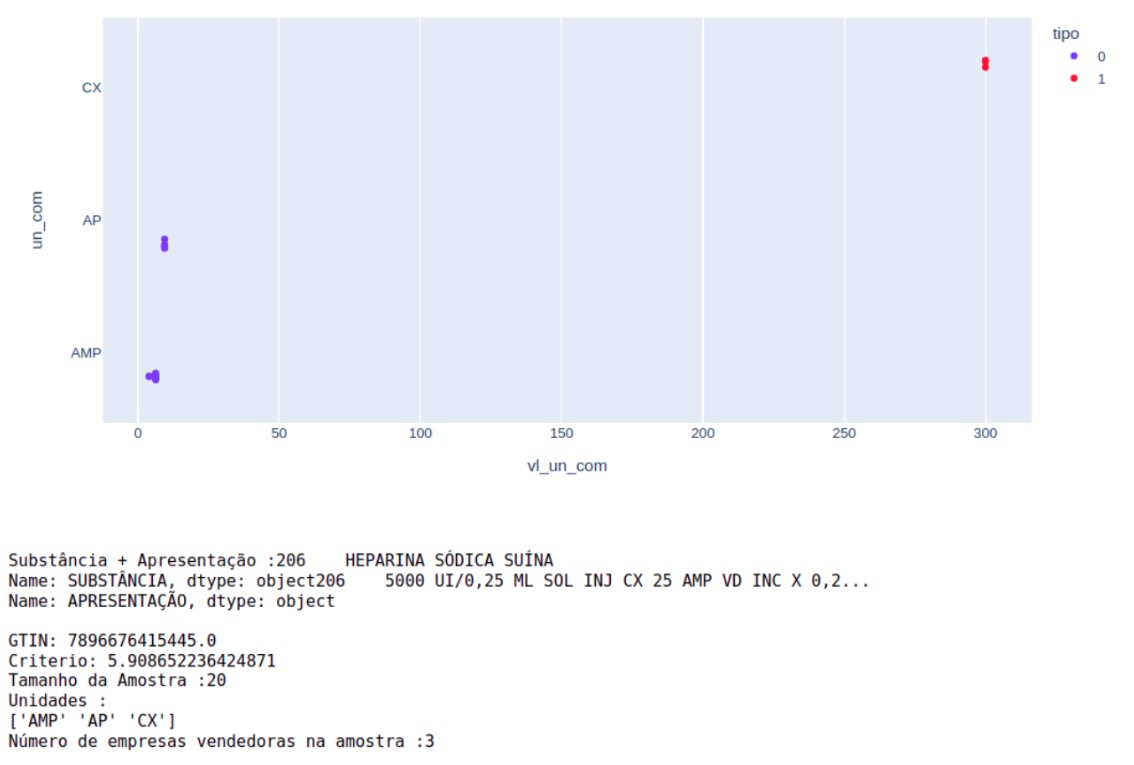 tipo
0
1
CX
AP
AMP
un_com
0 50 100 150 200 250 300
vl_un_com
Substância + Apresentação :206    HEPARINA SÓDICA SUÍNA
Name: SUBSTÂNCIA, dtype: object206    5000 UI/0,25 ML SOL INJ CX 25 AMP VD INC X 0,2...
Name: APRESENTAÇÃO, dtype: object
GTIN: 7896676415445.0
Criterio: 5.908652236424871
Tamanho da Amostra :20
Unidades :
['AMP' 'AP' 'CX']
Número de empresas vendedoras na amostra :3